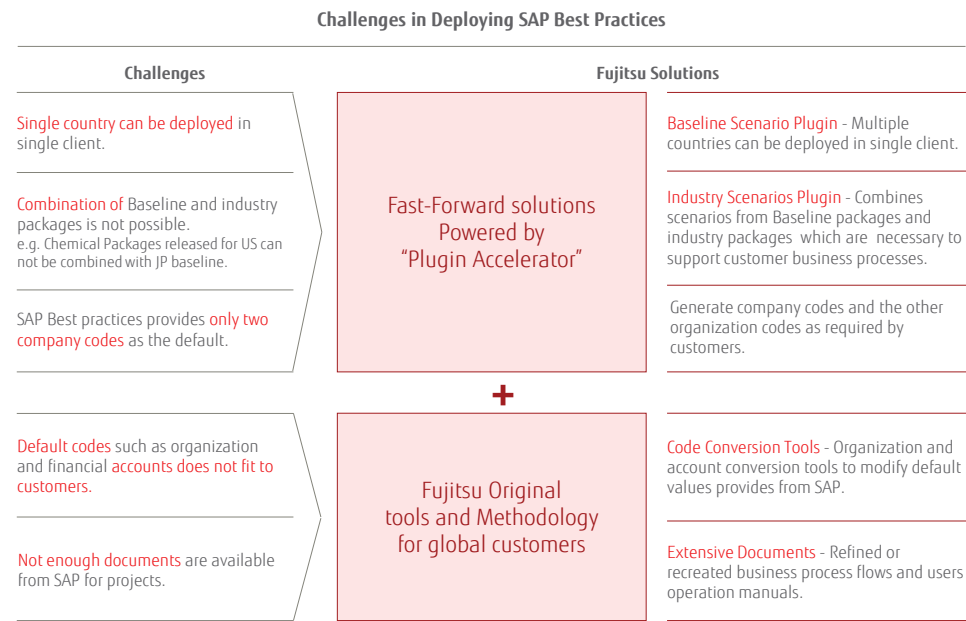 Challenges in Deploying SAP Best Practices
Challenges
Fujitsu Solutions
Single country can be deployed in
single client.
Combination of Baseline and industry
packages is not possible.
e.g. Chemical Packages released for US can
not be combined with JP baseline.
SAP Best practices provides only two
company codes as the default.
Fast-Forward solutions
Powered by
“Plugin Accelerator”
Baseline Scenario Plugin - Multiple
countries can be deployed in single client.
Industry Scenarios Plugin - Combines
scenarios from Baseline packages and
industry packages which are necessary to
support customer business processes.
Generate company codes and the other
organization codes as required by
customers.
+
Default codes such as organization
and financial accounts does not fit to
customers.
Not enough documents are available
from SAP for projects.
Fujitsu Original
tools and Methodology
for global customers
Code Conversion Tools - Organization and
account conversion tools to modify default
values provides from SAP.
Extensive Documents - Refined or
recreated business process flows and users
operation manuals.